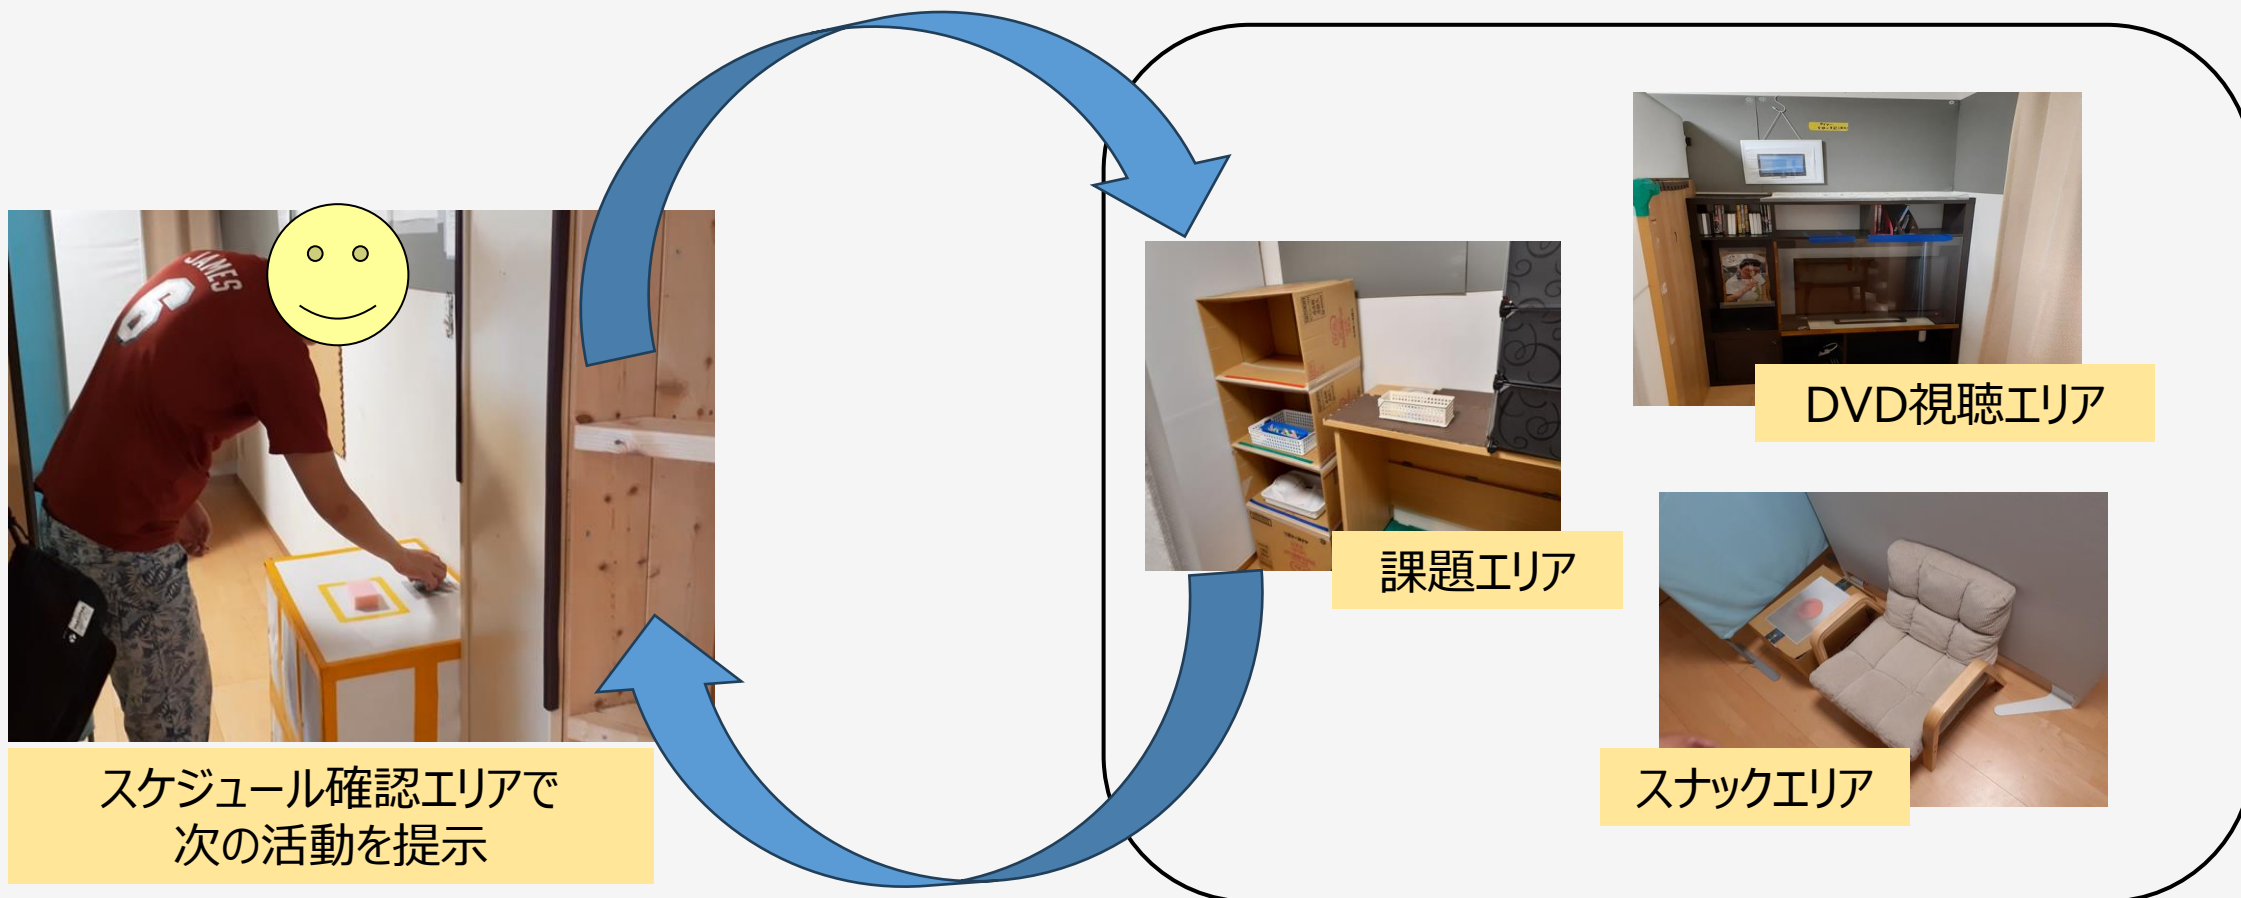 JAMES
6
スケジュール確認エリアで
次の活動を提示
課題エリア
DVD視聴エリア
スナックエリア